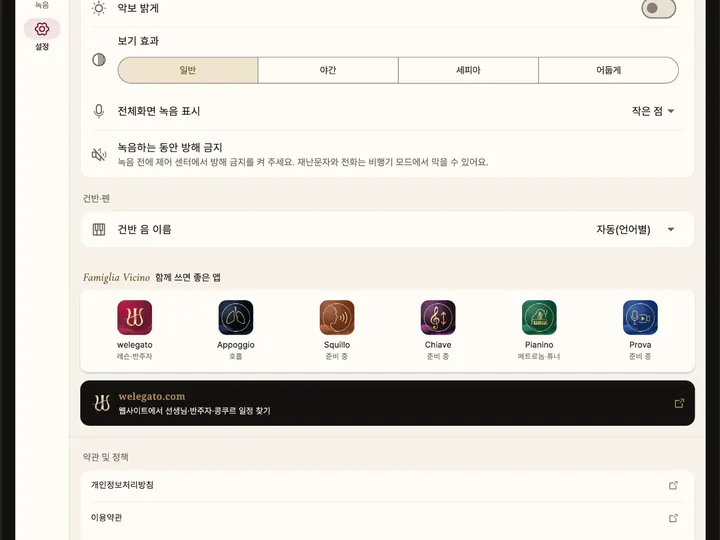 녹음
설정
악보 밝게
보기 효과
일반
야간
세피아
어둡게
전체화면 녹음 표시
작은 점
녹음하는 동안 방해 금지
녹음 전에 제어 센터에서 방해 금지를 켜 주세요. 재난문자와 전화는 비행기 모드에서 막을 수 있어요.
건반·펜
건반 음 이름
자동(언어별)
Famiglia Vicino 함께 쓰면 좋은 앱
welegato
레슨·반주자
Appoggio
호흡
Squillo
준비 중
Chiave
준비 중
Pianino
메트로놈·튜너
Prova
준비 중
welegato.com
웹사이트에서 선생님·반주자·콩쿠르 일정 찾기
약관 및 정책
개인정보처리방침
이용약관